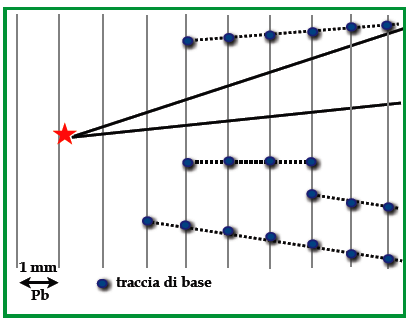 1 mm
Pb
traccia di base